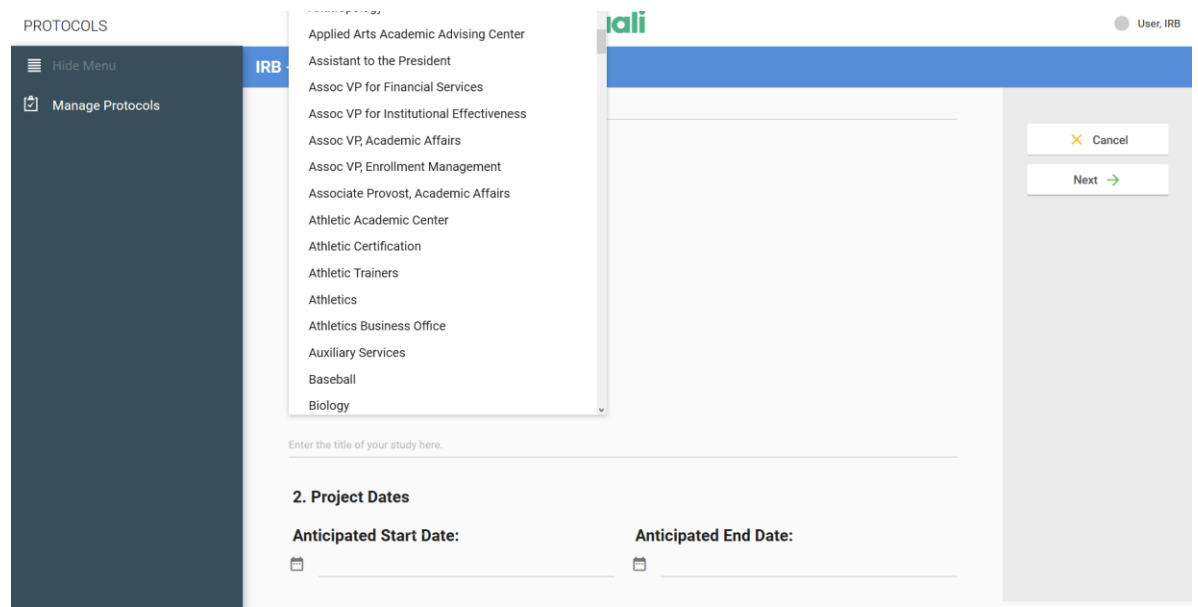 PROTOCOLS
User, IRB
Hide Menu
IRB -
Manage Protocols
Anthropology
Applied Arts Academic Advising Center
Assistant to the President
Assoc VP for Financial Services
Assoc VP for Institutional Effectiveness
Assoc VP, Academic Affairs
Assoc VP, Enrollment Management
Associate Provost, Academic Affairs
Athletic Academic Center
Athletic Certification
Athletic Trainers
Athletics
Athletics Business Office
Auxiliary Services
Baseball
Biology
Cancel
Next
Enter the title of your study here.
2. Project Dates
Anticipated Start Date:
Anticipated End Date: